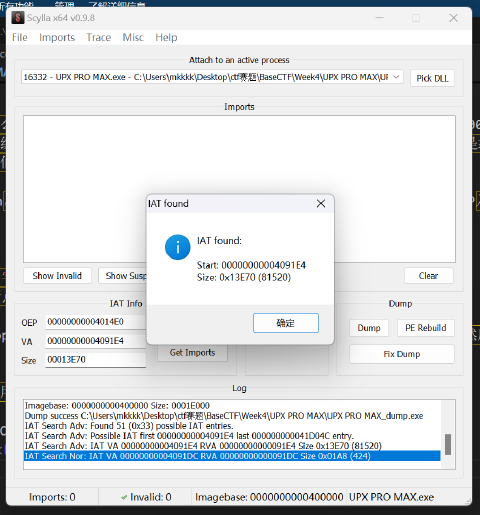 Scylla x64 v0.9.8
File Imports Trace Misc Help
Attach to an active process
16332 - UPX PRO MAX.exe - C:\Users\mkkkk\Desktop\ctf赛题\BaseCTF\Week4\UPX PRO MAX\UP
Pick DLL
Imports
IAT found
IAT found:
Start: 00000000004091E4
Size: 0x13E70 (81520)
确定
Show Invalid
Show Susp
Clear
IAT Info
Dump
OEP 00000000004014E0
VA 00000000004091E4
Size 00013E70
Get Imports
Dump
PE Rebuild
Fix Dump
Log
Imagebase: 0000000000400000 Size: 0001E000
Dump success C:\Users\mkkkk\Desktop\ctf赛题\BaseCTF\Week4\UPX PRO MAX\UPX PRO MAX_dump.exe
IAT Search Adv: Found 51 (0x33) possible IAT entries.
IAT Search Adv: Possible IAT first 00000000004091E4 last 000000000041D04C entry.
IAT Search Adv: IAT VA 00000000004091E4 RVA 00000000000091E4 Size 0x13E70 (81520)
IAT Search Nor: IAT VA 00000000004091DC RVA 00000000000091DC Size 0x01A8 (424)
Imports: 0
Invalid: 0
Imagebase: 0000000000400000
UPX PRO MAX.exe